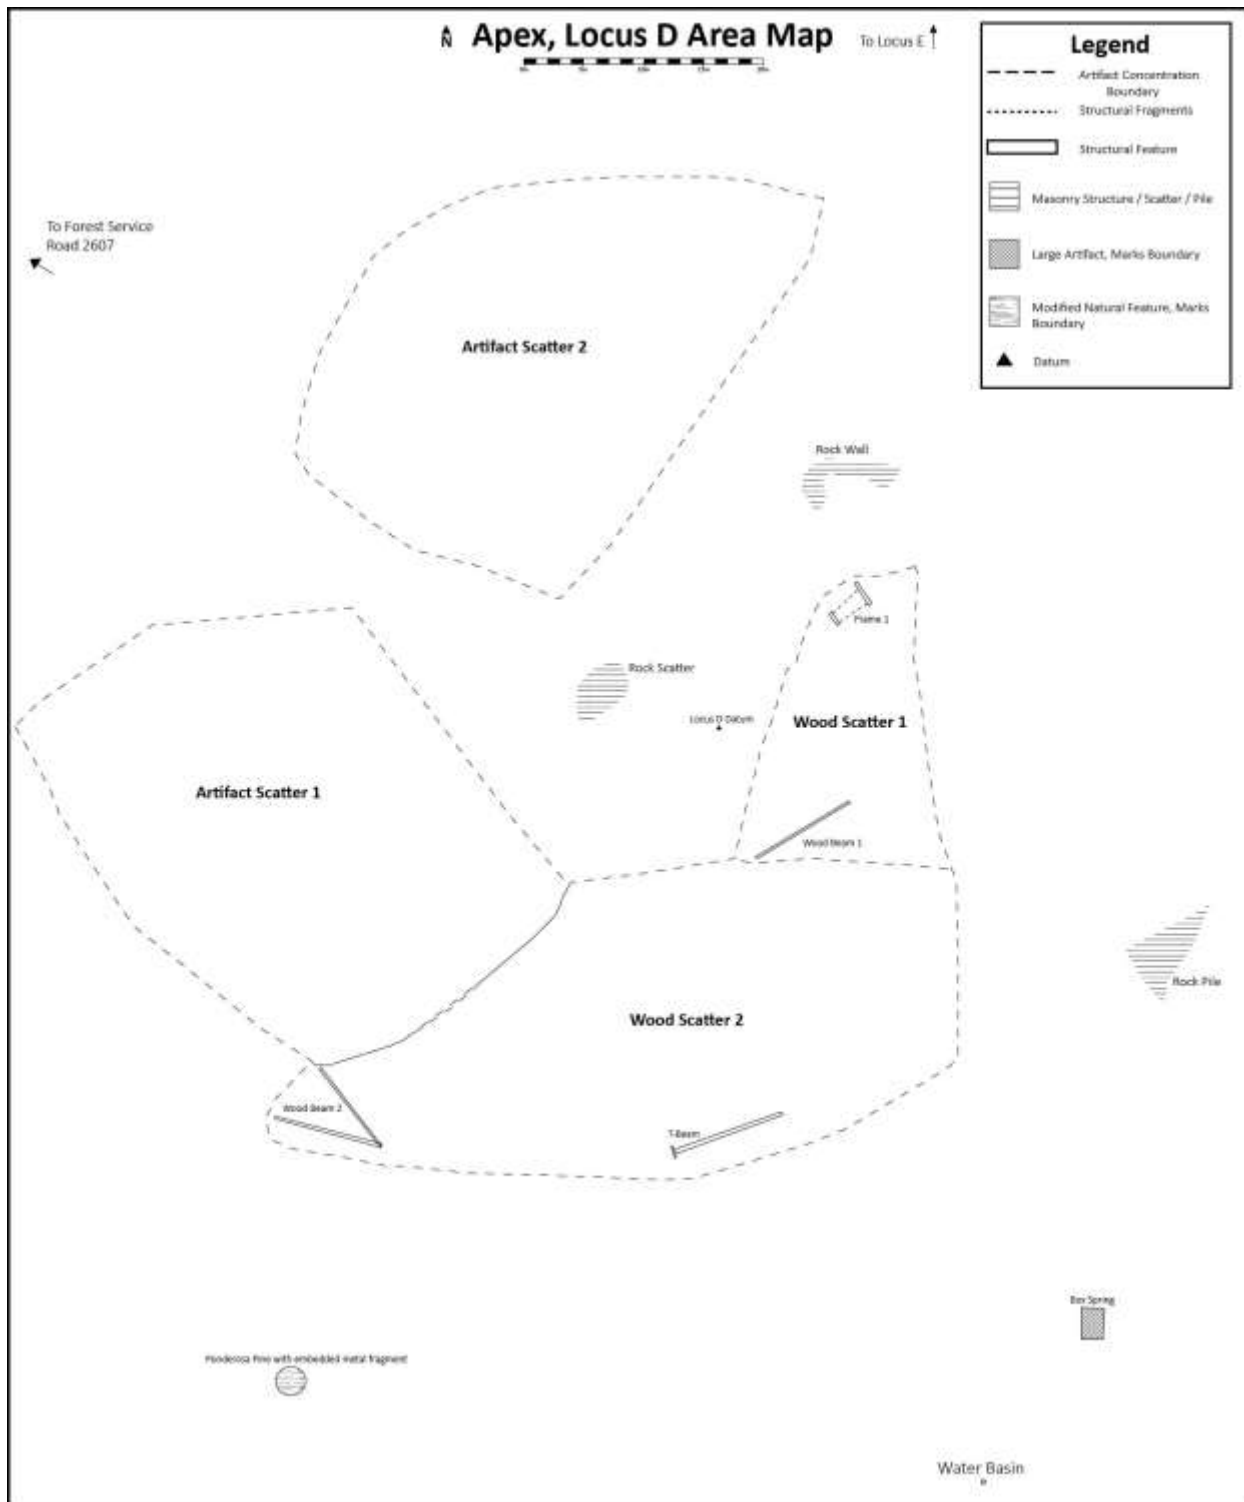 N
Apex, Locus D Area Map
To Locus E
Legend
Artifact Concentration
Boundary
Structural Fragments
Structural Feature
Masonry Structure / Scatter / Pile
Large Artifact, Marks Boundary
Modified Natural Feature, Marks
Boundary
Datum
To Forest Service
Road 2607
Artifact Scatter 2
Rock Wall
Frame 1
Rock Scatter
Locus D Datum
Wood Scatter 1
Artifact Scatter 1
Wood Beam 1
Rock Pile
Wood Scatter 2
Wood Beam 2
T-Beam
Box Spring
Ponderosa Pine with embedded metal fragment
Water Basin